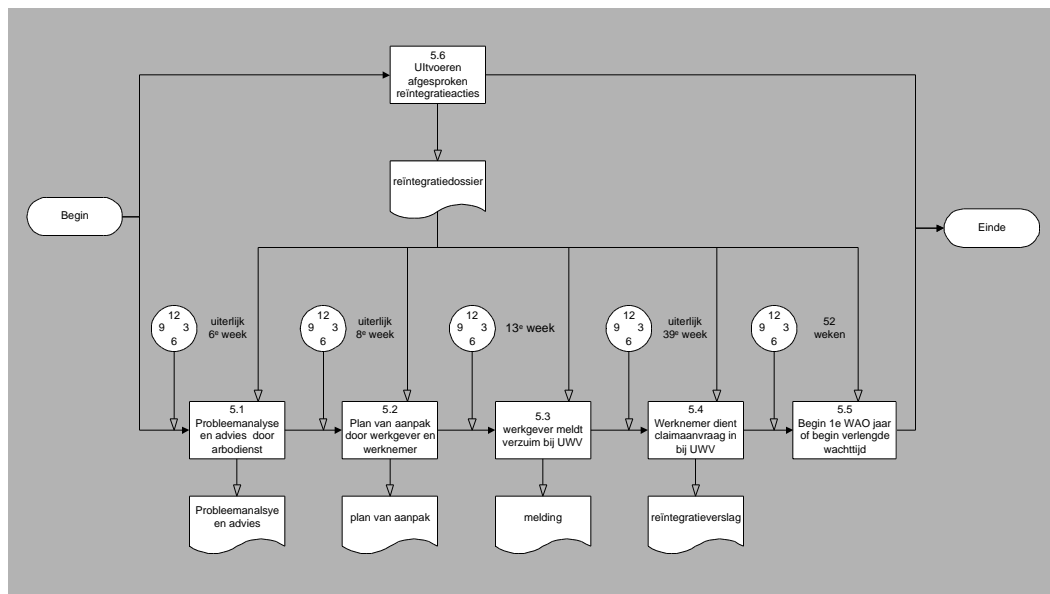 5.6
UItvoeren
afgesproken
reïntegratieacties
reïntegratiedossier
Begin
Einde
12
9 3
6
uiterlijk
6e week
12
9 3
6
uiterlijk
8e week
12
9 3
6
13e week
12
9 3
6
uiterlijk
39e week
12
9 3
6
52
weken
5.1
Probleemanalyse
en advies door
arbodienst
5.2
Plan van aanpak
door werkgever en
werknemer
5.3
werkgever meldt
verzuim bij UWV
5.4
Werknemer dient
claimaanvraag in
bij UWV
5.5
Begin 1e WAO jaar
of begin verlengde
wachttijd
Probleemanalsye
en advies
plan van aanpak
melding
reïntegratieverslag